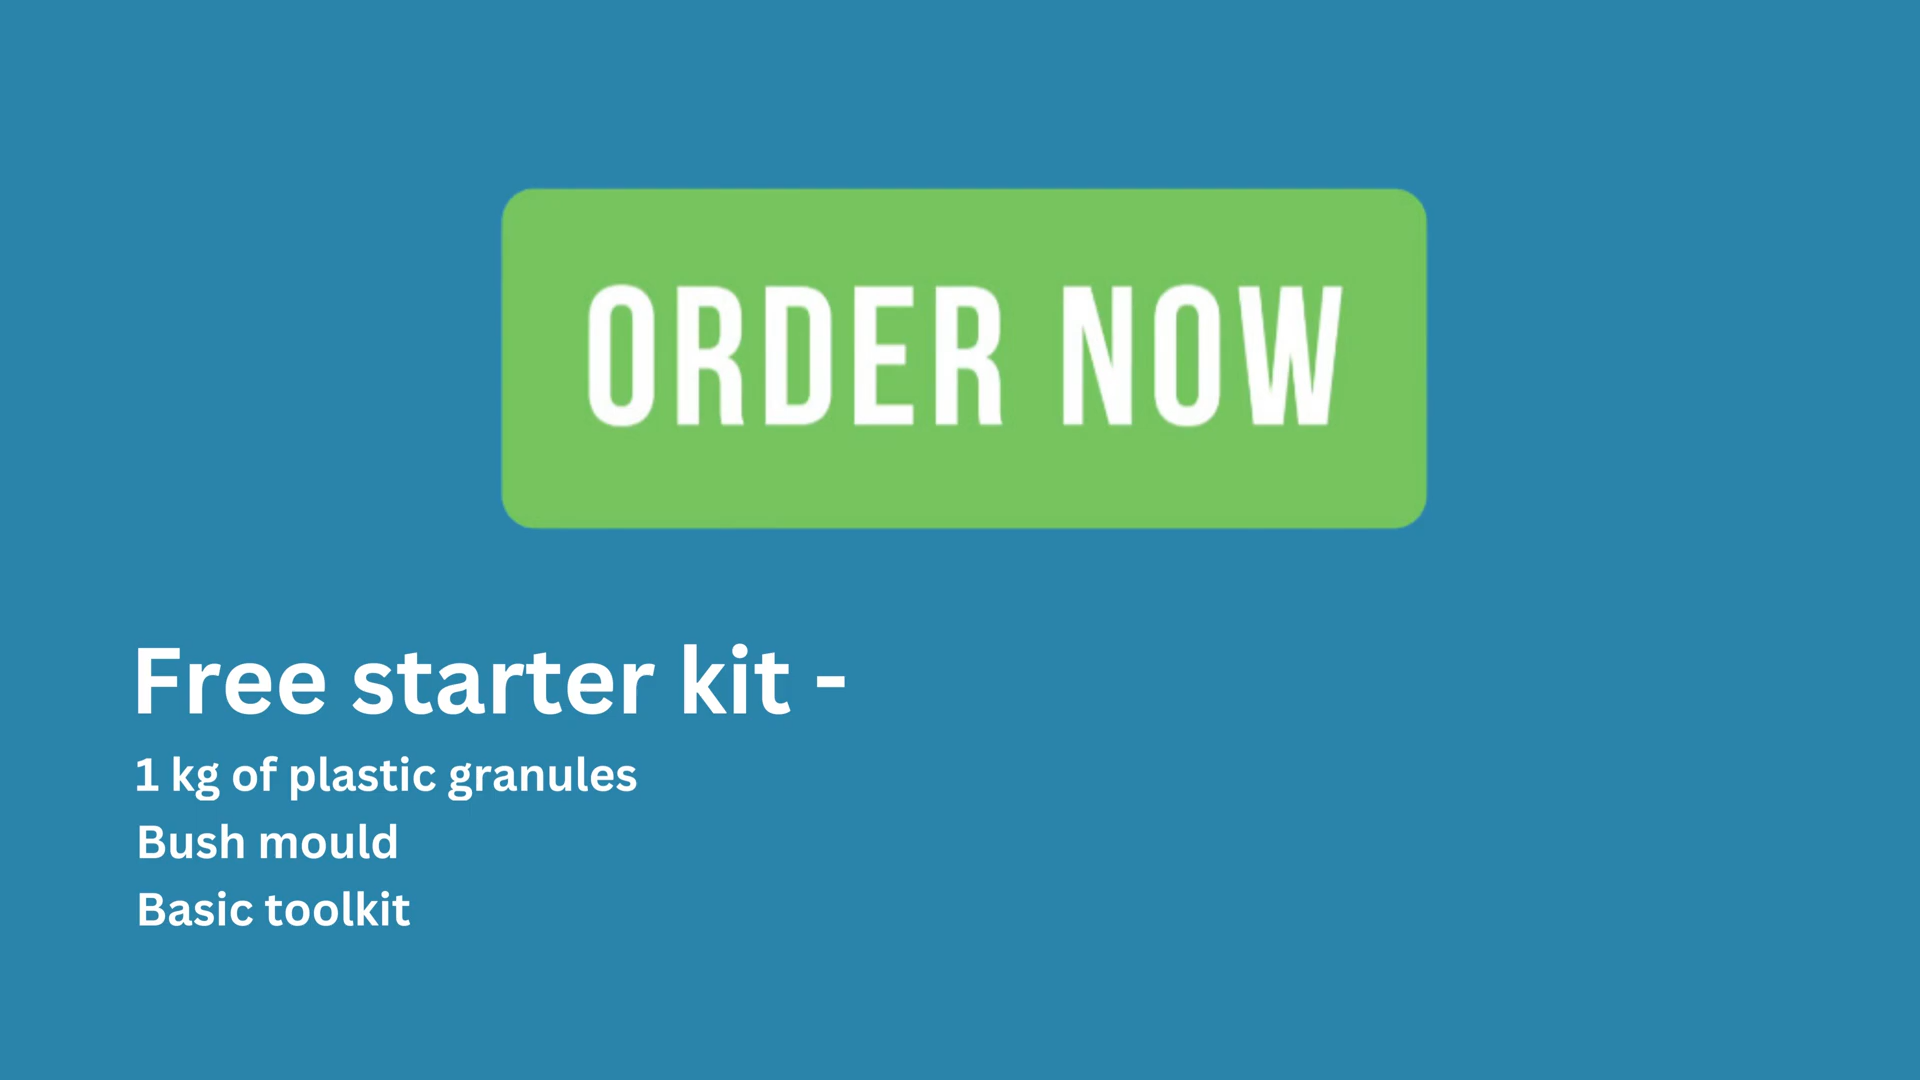 ORDER NOW
Free starter kit -
1 kg of plastic granules
Bush mould
Basic toolkit